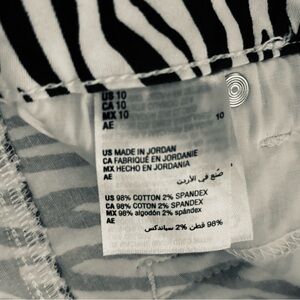 US 10
CA 10
MX 10
AE
10
US MADE IN JORDAN
CA FABRIQUÉ EN JORDANIE
MX HECHO EN JORDANIA
AE
صنع في الأردن
US 98% COTTON 2% SPANDEX
CA 98% COTON 2% SPANDEX
MX 98% algodón 2% spándex
AE
98% قطن 2% سباندكس